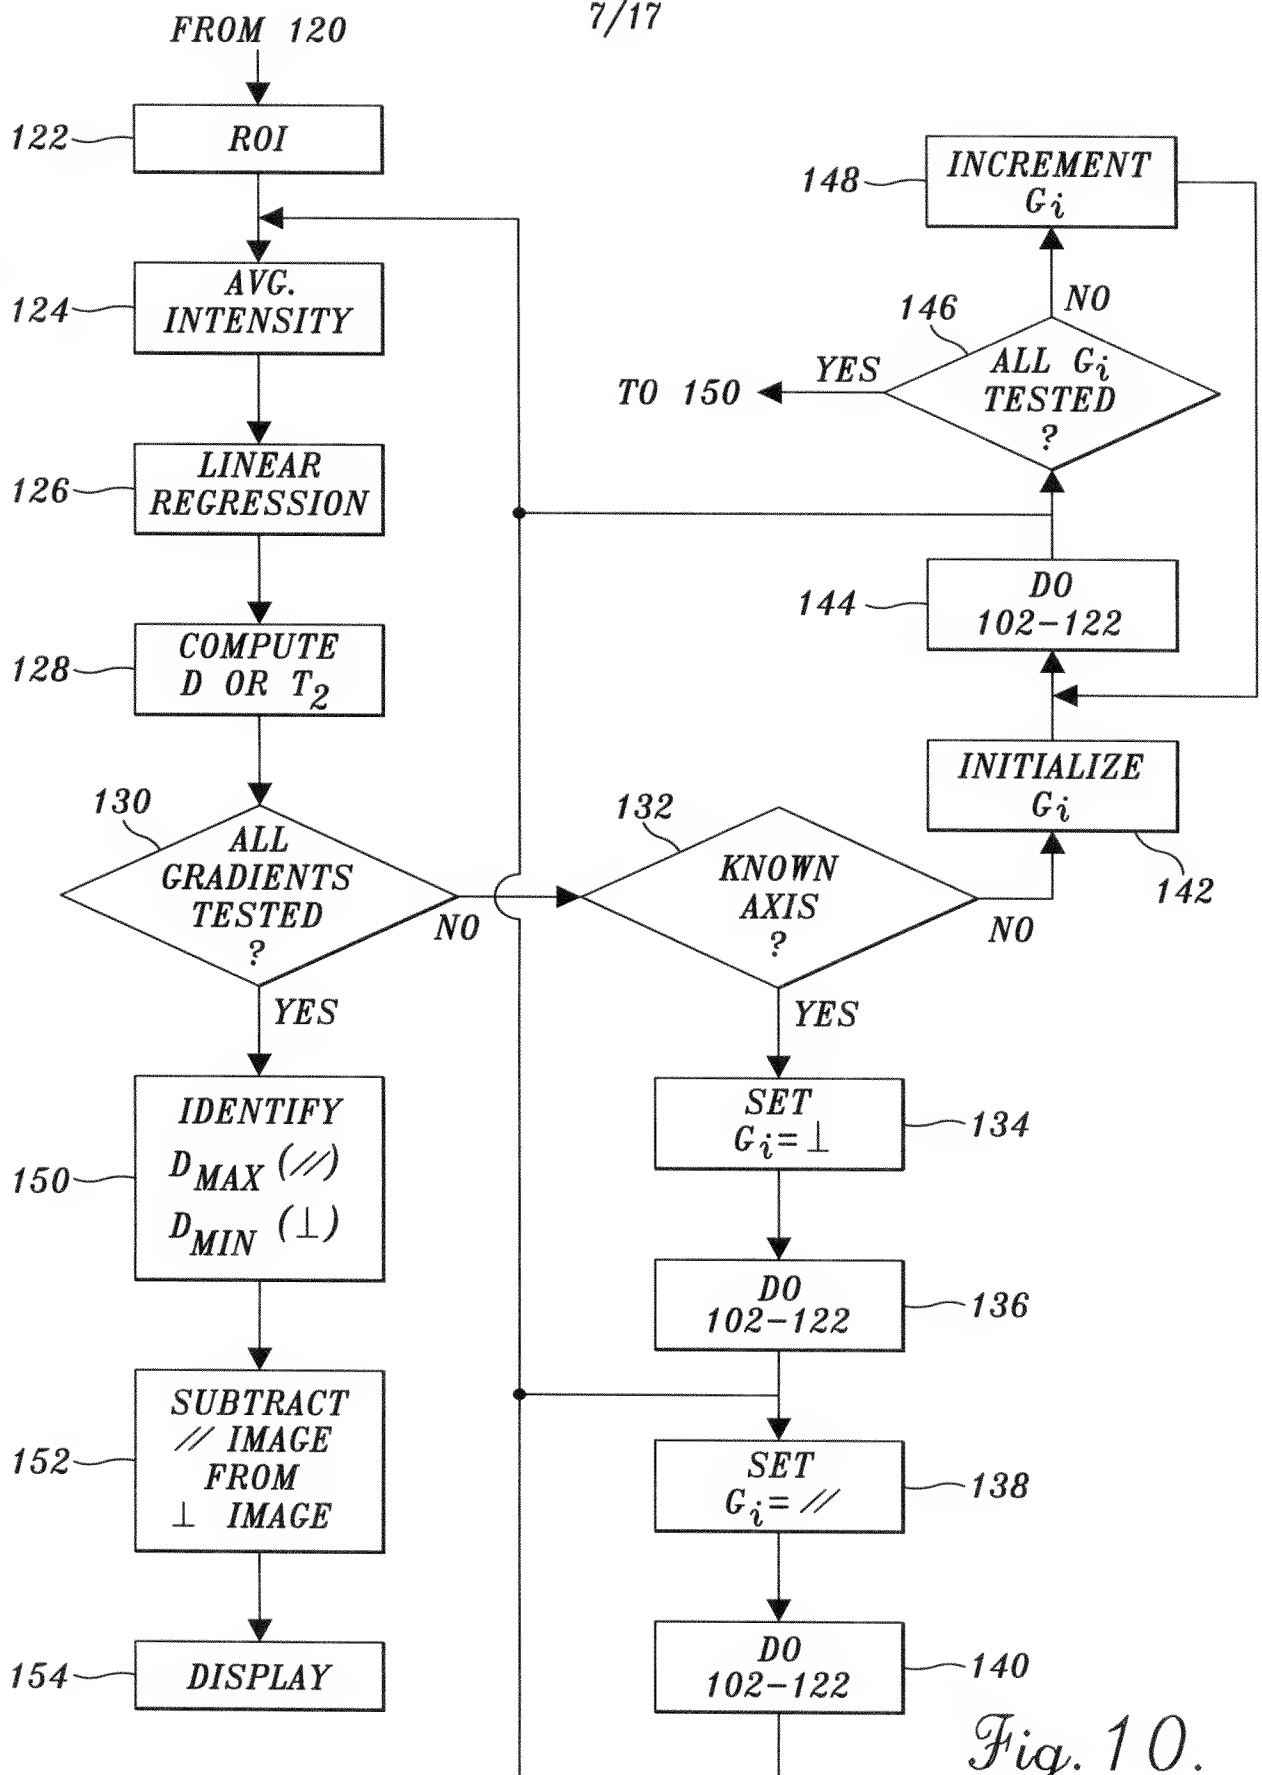 7/17
FROM 120
122
ROI
124
AVG.
INTENSITY
126
LINEAR
REGRESSION
128
COMPUTE
D OR T2
130
ALL
GRADIENTS
TESTED
?
NO
YES
150
IDENTIFY
DMAX (//)
DMIN (⊥)
152
SUBTRACT
// IMAGE
FROM
⊥ IMAGE
154
DISPLAY
132
KNOWN
AXIS
?
NO
YES
SET
Gi=⊥
134
DO
102-122
136
SET
Gi=//
138
DO
102-122
140
148
INCREMENT
Gi
NO
146
ALL Gi
TESTED
?
YES
TO 150
144
DO
102-122
INITIALIZE
Gi
142
Fig. 10.